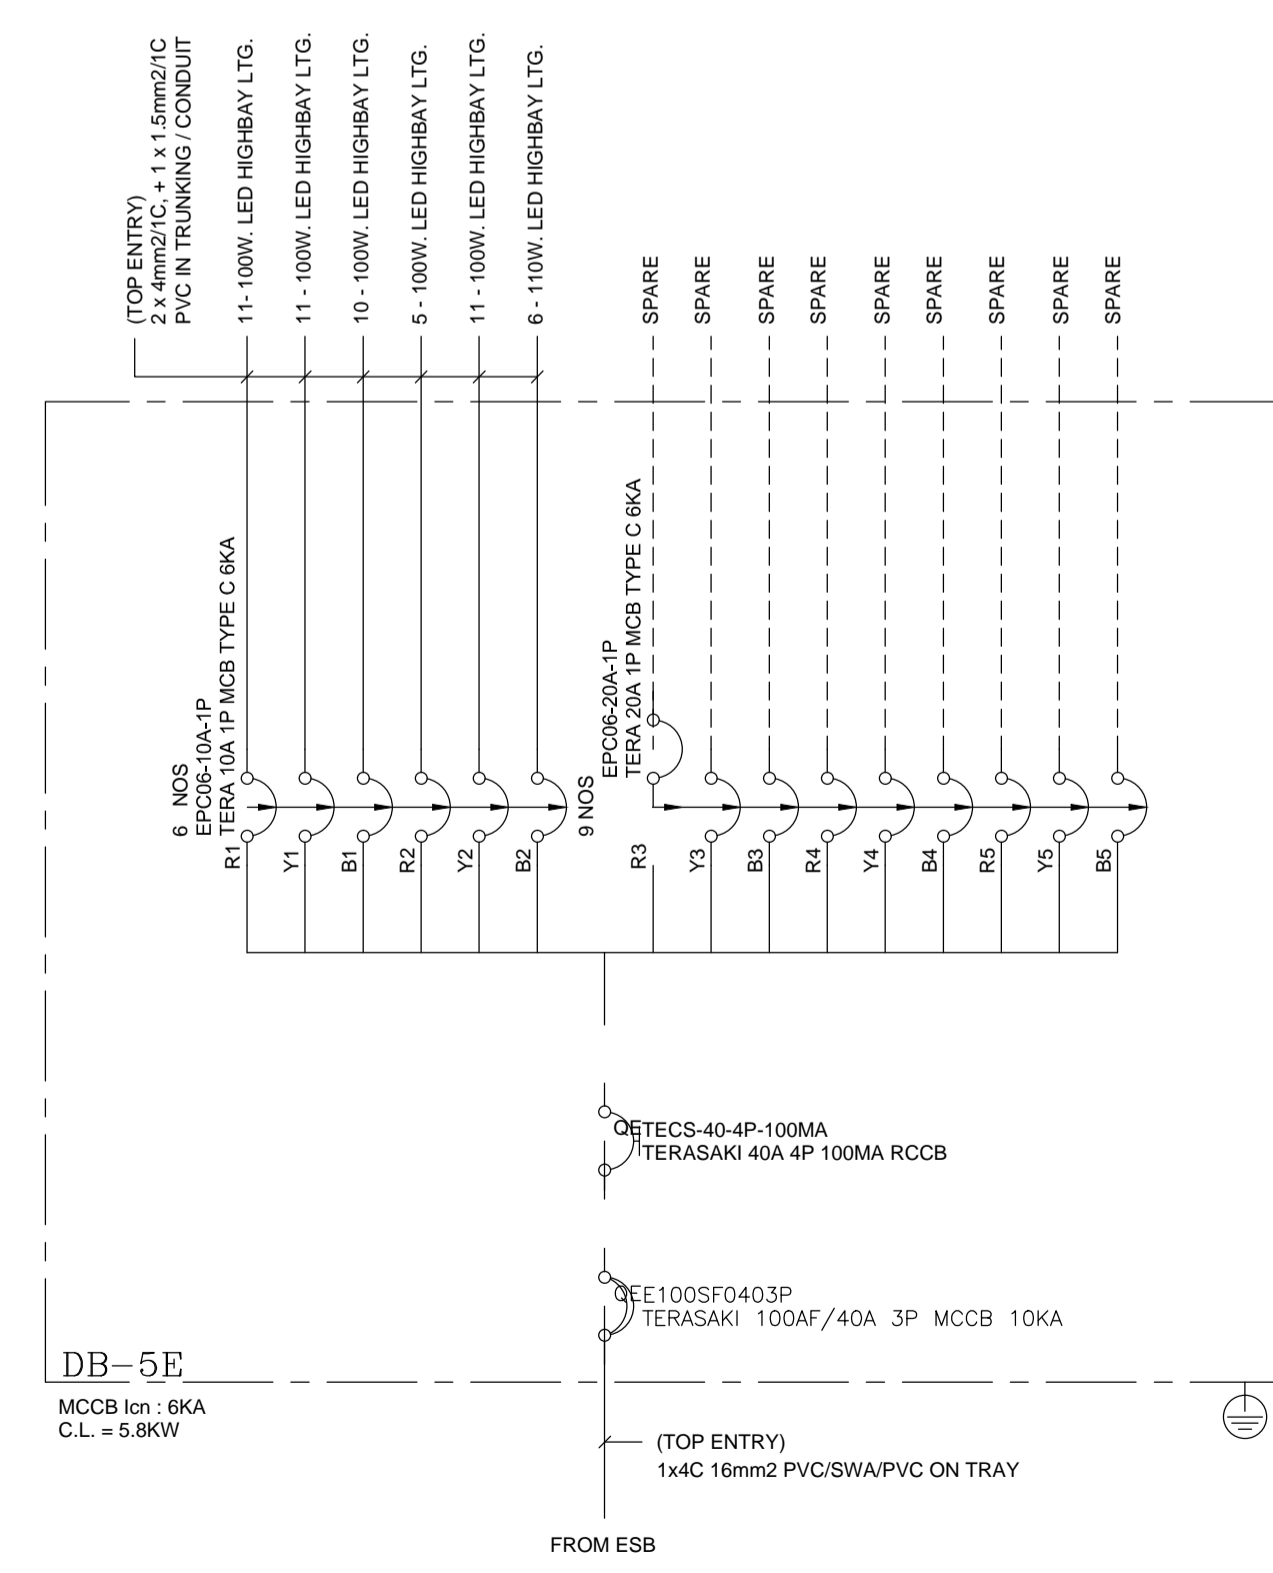 (TOP ENTRY)
2 x 4mm2/1C, + 1 x 1.5mm2/1C
PVC IN TRUNKING / CONDUIT
11- 100W. LED HIGHBAY LTG.
11 - 100W. LED HIGHBAY LTG.
10 - 100W. LED HIGHBAY LTG.
5 - 100W. LED HIGHBAY LTG.
11 - 100W. LED HIGHBAY LTG.
6 - 110W. LED HIGHBAY LTG.
SPARE
SPARE
SPARE
SPARE
SPARE
SPARE
SPARE
SPARE
SPARE
6 NOS
EPC06-10A-1P
TERA 10A 1P MCB TYPE C 6KA
9 NOS
EPC06-20A-1P
TERA 20A 1P MCB TYPE C 6KA
R1
Y1
B1
R2
Y2
B2
R3
Y3
B3
R4
Y4
B4
R5
Y5
B5
QETECS-40-4P-100MA
TERASAKI 40A 4P 100MA RCCB
QEE100SF0403P
TERASAKI 100AF/40A 3P MCCB 10KA
DB-5E
MCCB Icn : 6KA
C.L. = 5.8KW
(TOP ENTRY)
1x4C 16mm2 PVC/SWA/PVC ON TRAY
FROM ESB